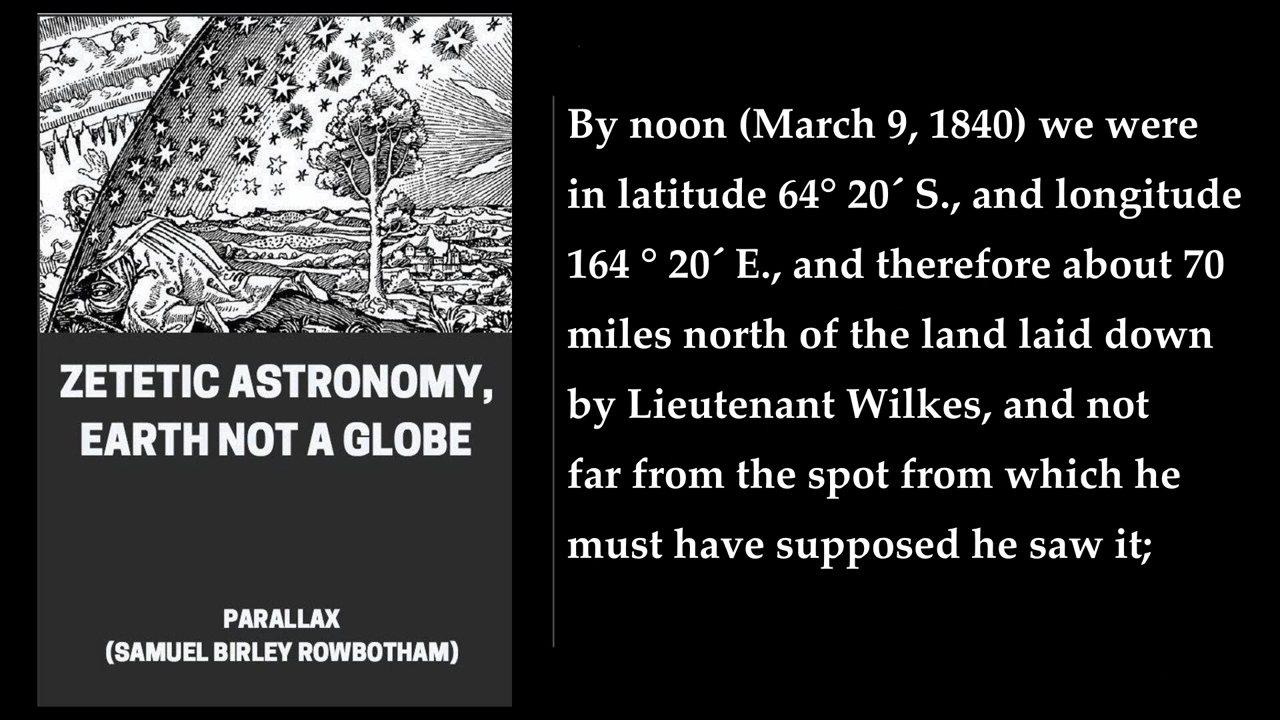 ZETETIC ASTRONOMY,
EARTH NOT A GLOBE
PARALLAX
(SAMUEL BIRLEY ROWBOTHAM)
By noon (March 9, 1840) we were
in latitude 64° 20´ S., and longitude
164 ° 20´ E., and therefore about 70
miles north of the land laid down
by Lieutenant Wilkes, and not
far from the spot from which he
must have supposed he saw it;